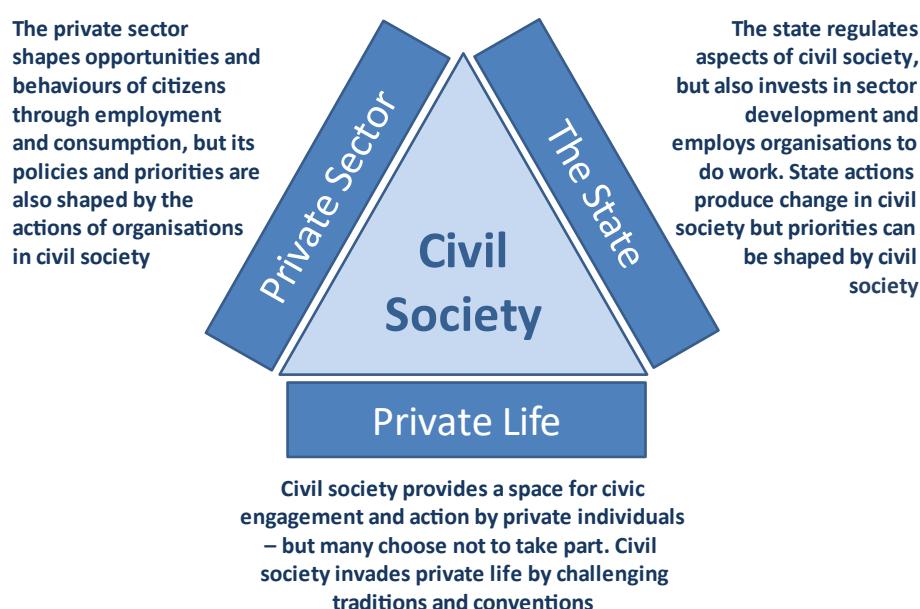 The private sector
shapes opportunities and
behaviours of citizens
through employment
and consumption, but its
policies and priorities are
also shaped by the
actions of organisations
in civil society
Private Sector
Civil
Society
The State
The state regulates
aspects of civil society,
but also invests in sector
development and
employs organisations to
do work. State actions
produce change in civil
society but priorities can
be shaped by civil
society
Private Life
Civil society provides a space for civic
engagement and action by private individuals
– but many choose not to take part. Civil
society invades private life by challenging
traditions and conventions